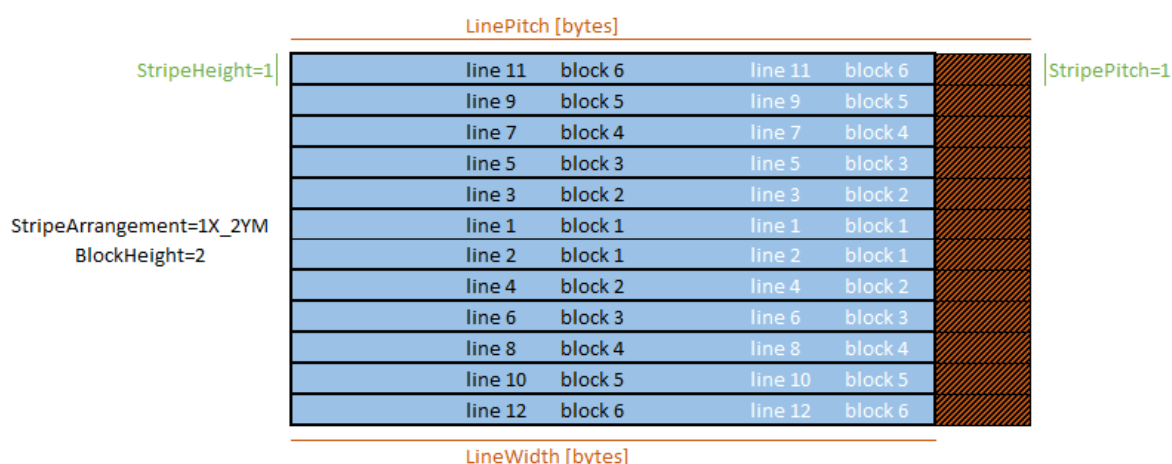 LinePitch [bytes]
StripeHeight=1 line 11 block 6 line 11 block 6 StripePitch=1
line 9 block 5 line 9 block 5
line 7 block 4 line 7 block 4
line 5 block 3 line 5 block 3
line 3 block 2 line 3 block 2
StripeArrangement=1X_2YM line 1 block 1 line 1 block 1
BlockHeight=2 line 2 block 1 line 2 block 1
line 4 block 2 line 4 block 2
line 6 block 3 line 6 block 3
line 8 block 4 line 8 block 4
line 10 block 5 line 10 block 5
line 12 block 6 line 12 block 6
LineWidth [bytes]